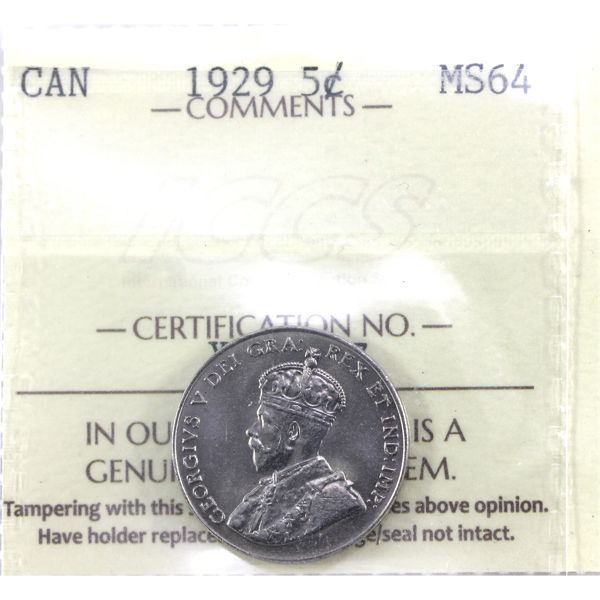 CAN 1929 5¢ MS64
— COMMENTS —
ICCS
— CERTIFICATION NO. —
GEORGIVS V DEI GRA: REX ET IND: IMP:
IN OU IS A
GENU EM.
Tampering with this es above opinion.
Have holder replace ge/seal not intact.